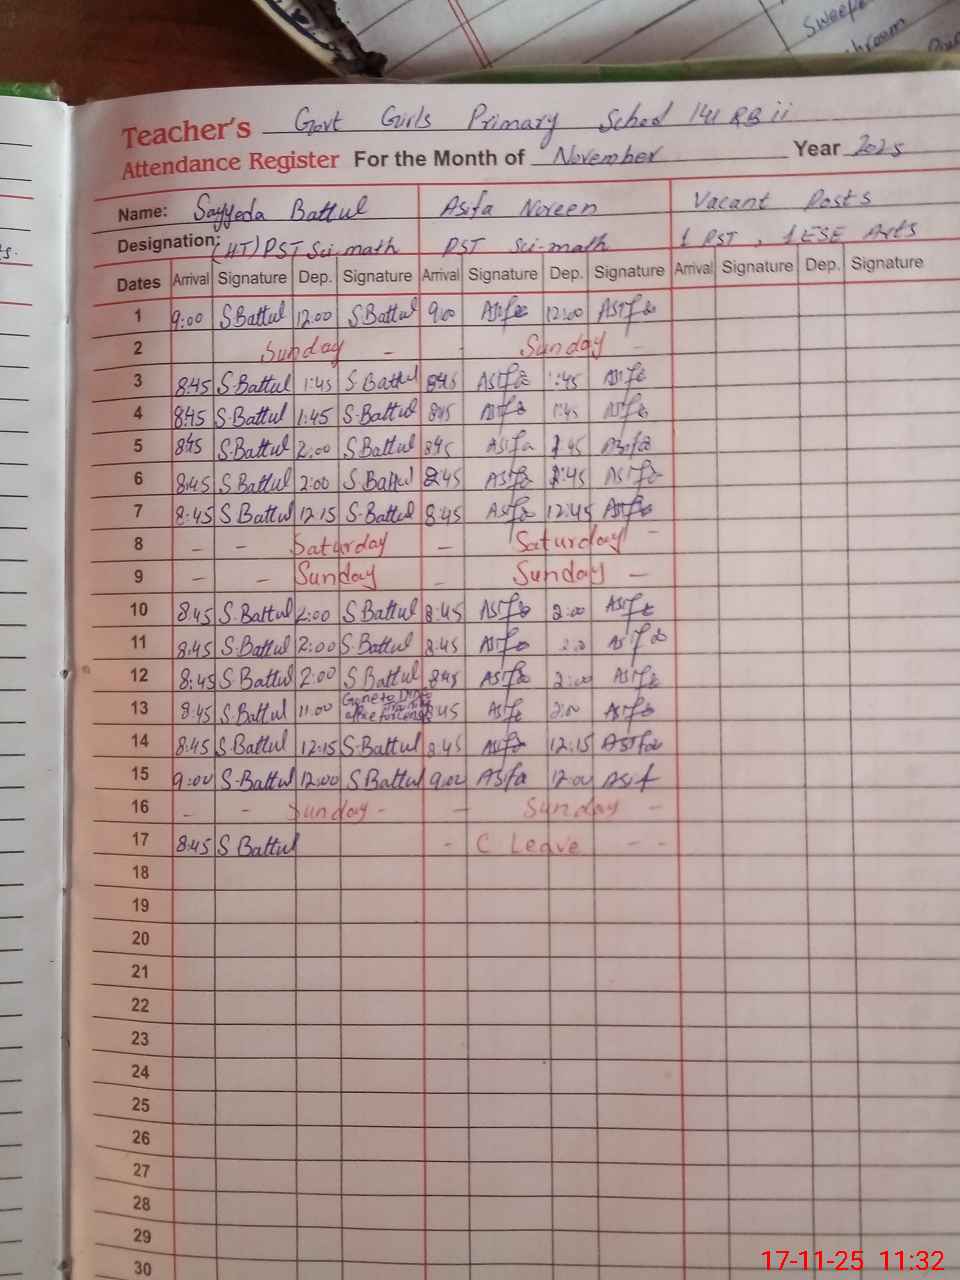 Sweepe
hroom
Teacher's Govt Girls Primary School 141 RB ii
Attendance Register For the Month of November Year 2025
Name: Sayyeda Battul Asifa Noreen Vacant Posts
Designation: (HT) PST Sci math PST Sci-math 1 PST, 1 ESE Arts
Dates Arrival Signature Dep. Signature Arrival Signature Dep. Signature Arrival Signature Dep. Signature
1 9:00 S.Battul 12.00 S.Battul 9:00 Asifa 12:00 Asifa
2 Sunday - - Sunday -
3 8:45 S.Battul 1:45 S.Battul 8:45 Asifa 1:45 Asifa
4 8:45 S.Battul 1:45 S.Battul 8:45 Asifa 1:45 Asifa
5 8:45 S.Battul 2:00 S.Battul 8:45 Asifa 1:45 Asifa
6 8:45 S.Battul 2:00 S.Battul 8:45 Asifa 1:45 Asifa
7 8:45 S.Battul 12:15 S.Battul 8:45 Asifa 12:45 Asifa
8 - - Saturday - Saturday -
9 - - Sunday - Sunday -
10 8:45 S.Battul 2:00 S.Battul 8:45 Asifa 2:00 Asifa
11 8:45 S.Battul 2:00 S.Battul 8:45 Asifa Asifa
12 8:45 S Battul 2:00 S Battul 8:45 Asifa 2:00 Asifa
13 8:45 S.Battul 11.00 Gone to office for 8:45 Asifa 2:00 Asifa
14 8:45 S.Battul 12:15 S.Battul 8:45 Asifa 12:15 Asifa
15 9:00 S.Battul 12:00 S Battul 9:00 Asifa 12:00 Asif
16 - - Sunday - - Sunday -
17 8:45 S Battul - C Leave - -
18
19
20
21
22
23
24
25
26
27
28
29
30
17-11-25 11:32